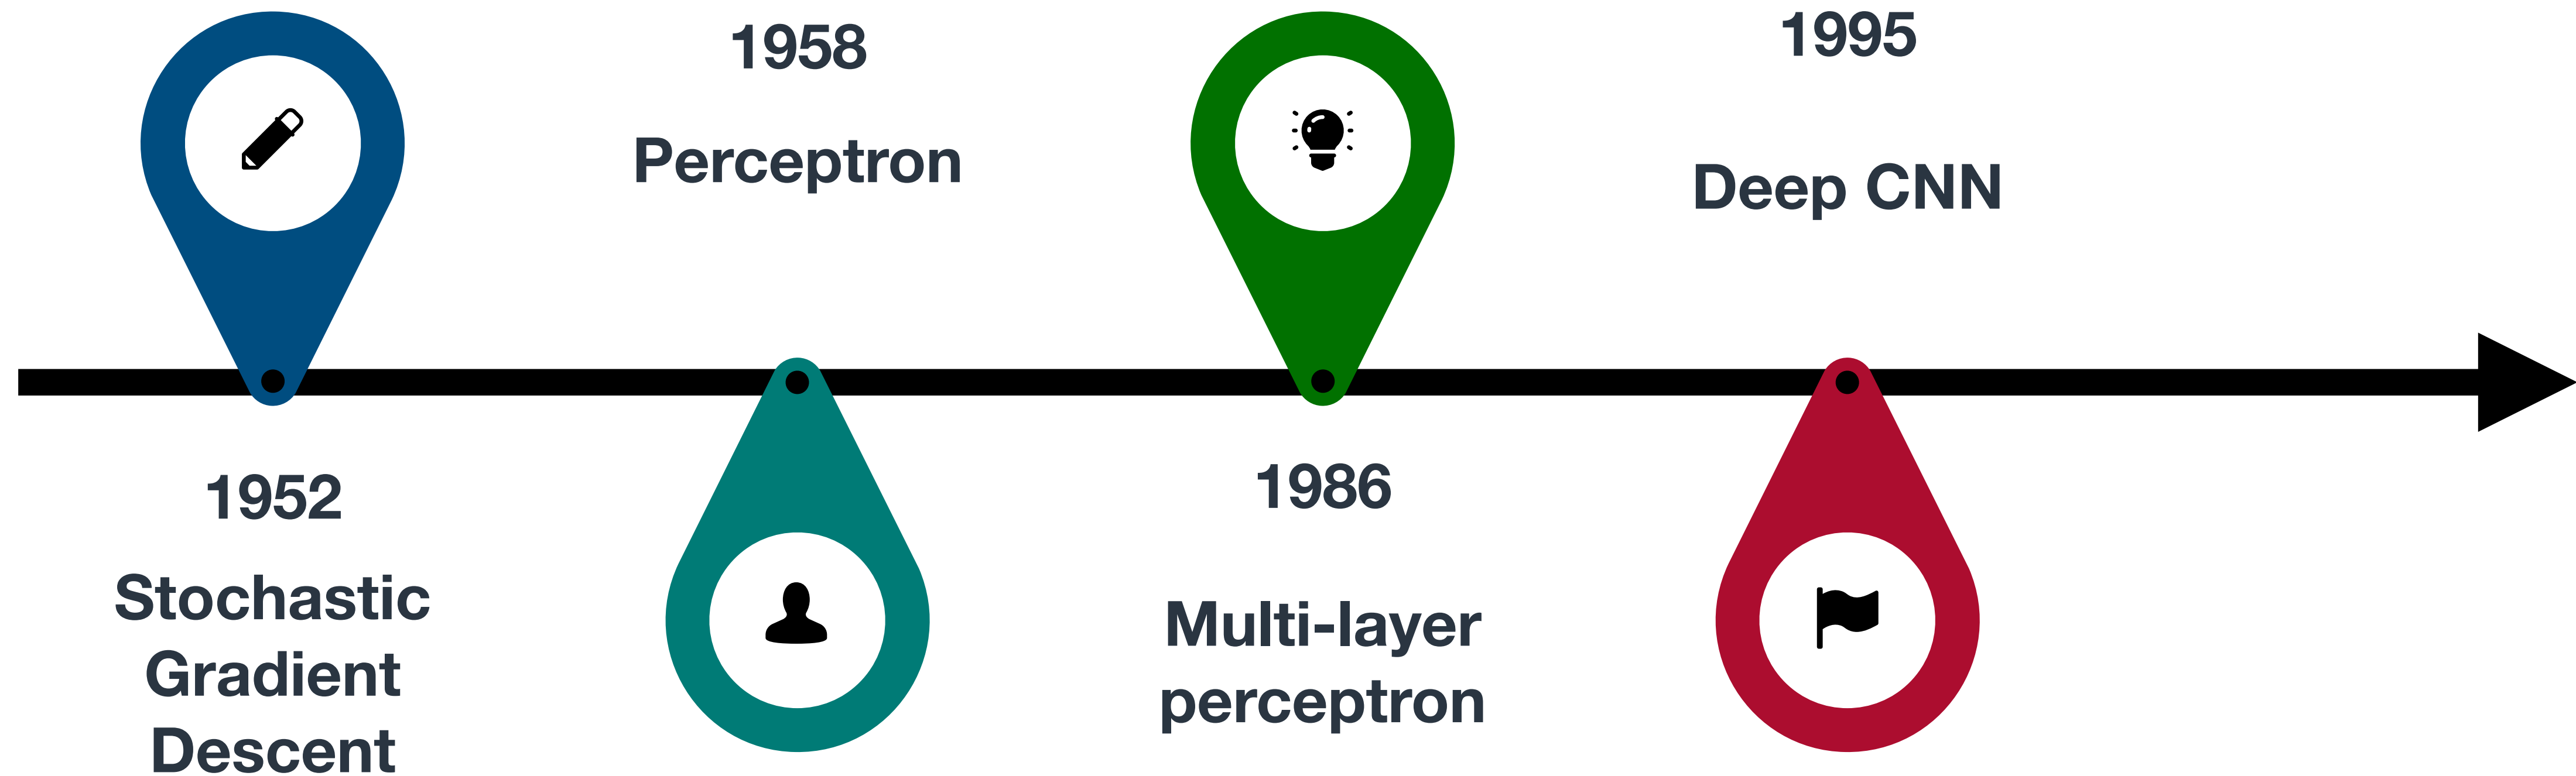 1952
Stochastic
Gradient
Descent
1958
Perceptron
1986
Multi-layer
perceptron
1995
Deep CNN